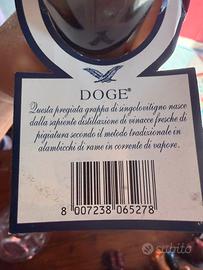 DOGE®
Questa pregiata grappa di singolovitigno nasce
dalla sapiente distillazione di vinacce fresche di
pigiatura secondo il metodo tradizionale in
alambicchi di rame in corrente di vapore.
8 007238 065278
subito